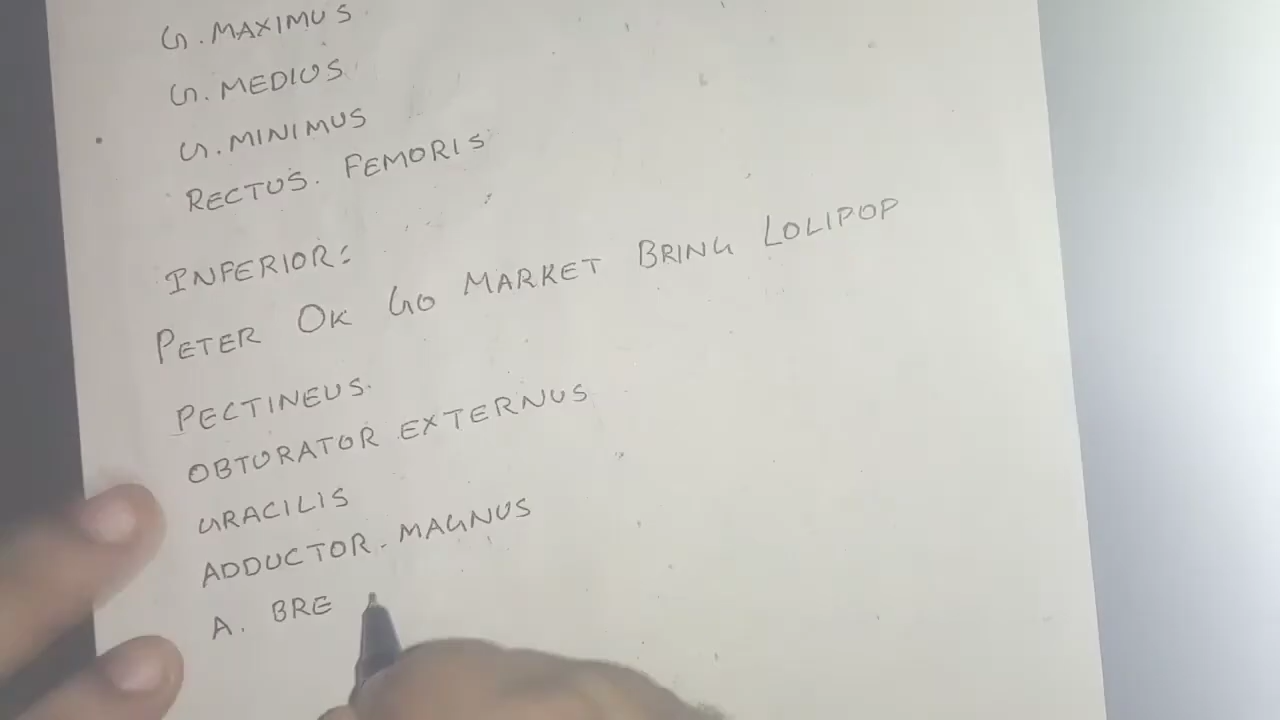 G. MAXIMUS
G. MEDIUS
G. MINIMUS
RECTUS. FEMORIS
INFERIOR:
PETER OK GO MARKET BRING LOLIPOP
PECTINEUS.
OBTURATOR EXTERNUS
GRACILIS
ADDUCTOR. MAGNUS
A. BRE